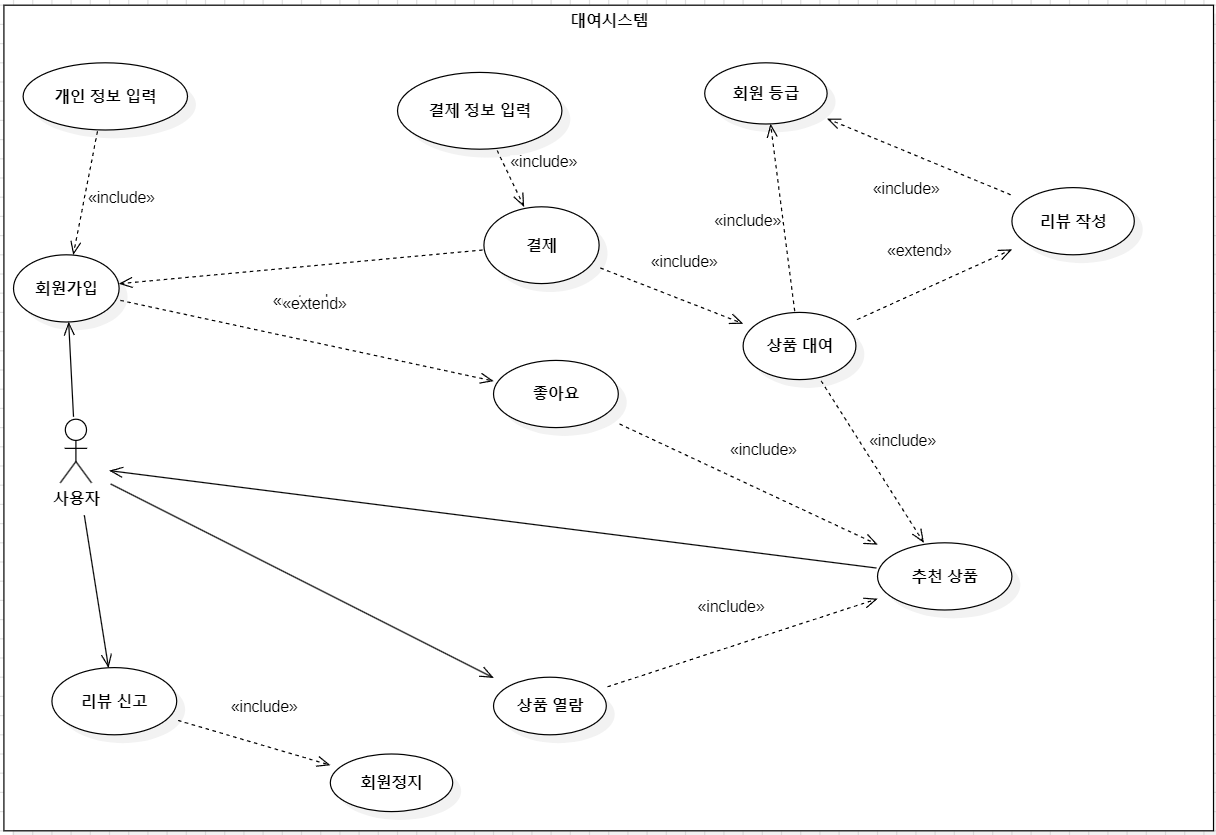 대여시스템
개인 정보 입력
결제 정보 입력
회원 등급
«include»
«include»
«include»
«include»
리뷰 작성
결제
«include»
«extend»
회원가입
«extend»
상품 대여
좋아요
«include»
«include»
사용자
추천 상품
«include»
리뷰 신고
«include»
상품 열람
회원정지